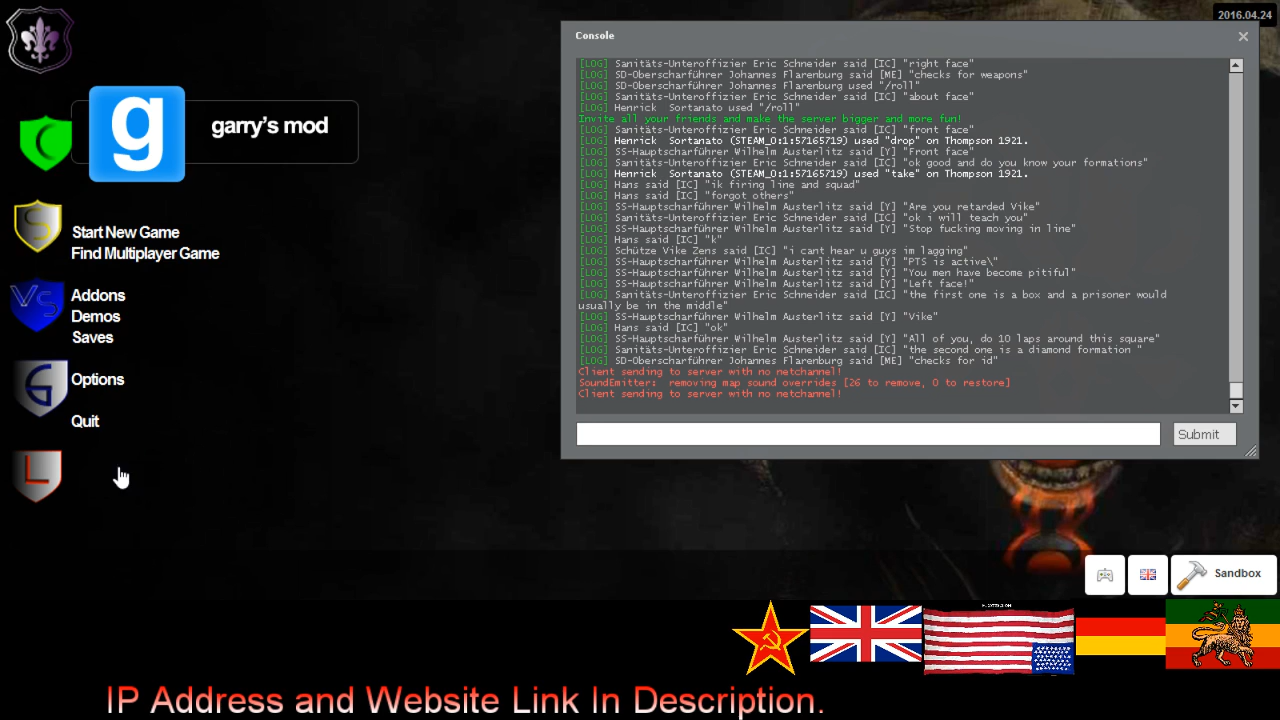 2016.04.24
Console
[LOG] Sanitäts-Unteroffizier Eric Schneider said [IC] "right face"
[LOG] SD-Oberscharführer Johannes Flarenburg said [ME] "checks for weapons"
[LOG] SD-Oberscharführer Johannes Flarenburg used "/roll"
[LOG] Sanitäts-Unteroffizier Eric Schneider said [IC] "about face"
[LOG] Henrick  Sortanato used "/roll"
Invite all your friends and make the server bigger and more fun!
[LOG] Sanitäts-Unteroffizier Eric Schneider said [IC] "front face"
[LOG] Henrick  Sortanato (STEAM_0:1:57165719) used "drop" on Thompson 1921.
[LOG] SS-Hauptscharführer Wilhelm Austerlitz said [Y] "Front face"
[LOG] Sanitäts-Unteroffizier Eric Schneider said [IC] "ok good and do you know your formations"
[LOG] Henrick  Sortanato (STEAM_0:1:57165719) used "take" on Thompson 1921.
[LOG] Hans said [IC] "ik firing line and squad"
[LOG] Hans said [IC] "forgot others"
[LOG] SS-Hauptscharführer Wilhelm Austerlitz said [Y] "Are you retarded Vike"
[LOG] Sanitäts-Unteroffizier Eric Schneider said [IC] "ok i will teach you"
[LOG] SS-Hauptscharführer Wilhelm Austerlitz said [Y] "Stop fucking moving in line"
[LOG] Hans said [IC] "k"
[LOG] Schütze Vike Zens said [IC] "i cant hear u guys im lagging"
[LOG] SS-Hauptscharführer Wilhelm Austerlitz said [Y] "PTS is active\"
[LOG] SS-Hauptscharführer Wilhelm Austerlitz said [Y] "You men have become pitiful"
[LOG] SS-Hauptscharführer Wilhelm Austerlitz said [Y] "Left face!"
[LOG] Sanitäts-Unteroffizier Eric Schneider said [IC] "the first one is a box and a prisoner would
usually be in the middle"
[LOG] SS-Hauptscharführer Wilhelm Austerlitz said [Y] "Vike"
[LOG] Hans said [IC] "ok"
[LOG] SS-Hauptscharführer Wilhelm Austerlitz said [Y] "All of you, do 10 laps around this square"
[LOG] Sanitäts-Unteroffizier Eric Schneider said [IC] "the second one is a diamond formation "
[LOG] SD-Oberscharführer Johannes Flarenburg said [ME] "checks for id"
Client sending to server with no netchannel!
SoundEmitter:  removing map sound overrides [26 to remove, 0 to restore]
Client sending to server with no netchannel!
Submit
g
garry's mod
S
Start New Game
Find Multiplayer Game
VS
Addons
Demos
Saves
G
Options
Quit
L
Sandbox
IP Address and Website Link In Description.